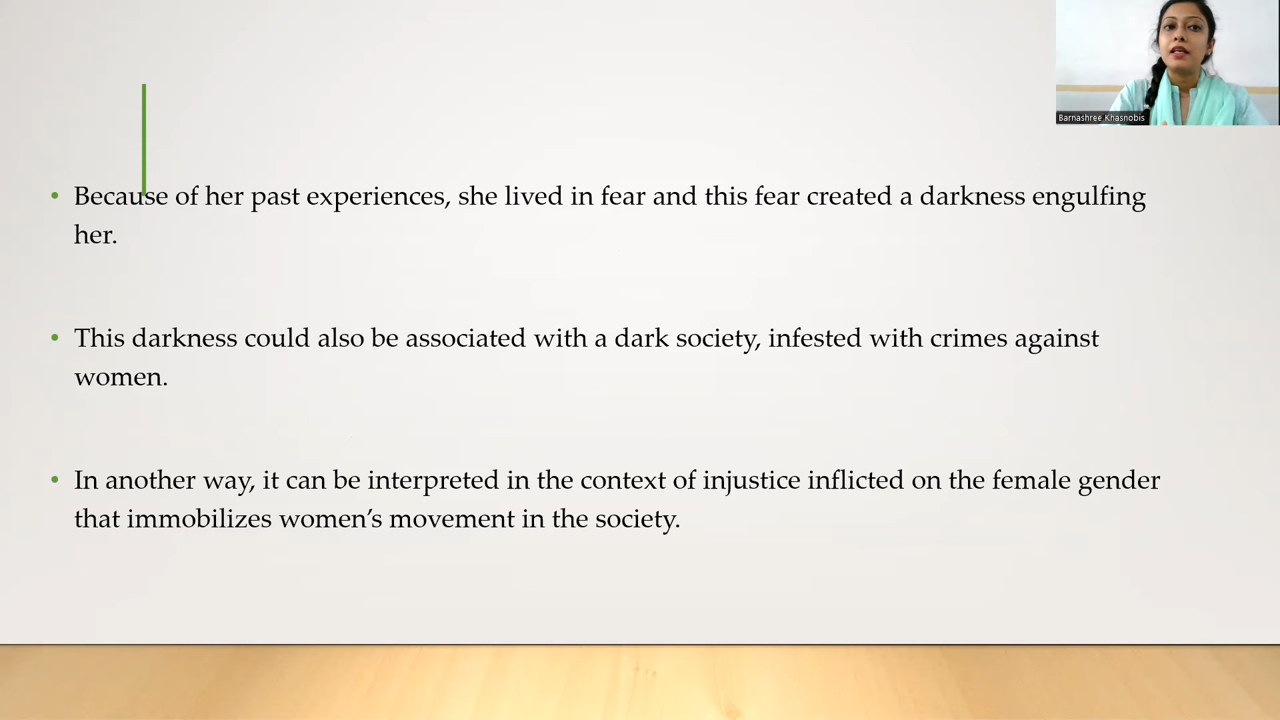 Barnashree Khasnobis
• Because of her past experiences, she lived in fear and this fear created a darkness engulfing
her.
• This darkness could also be associated with a dark society, infested with crimes against
women.
• In another way, it can be interpreted in the context of injustice inflicted on the female gender
that immobilizes women’s movement in the society.